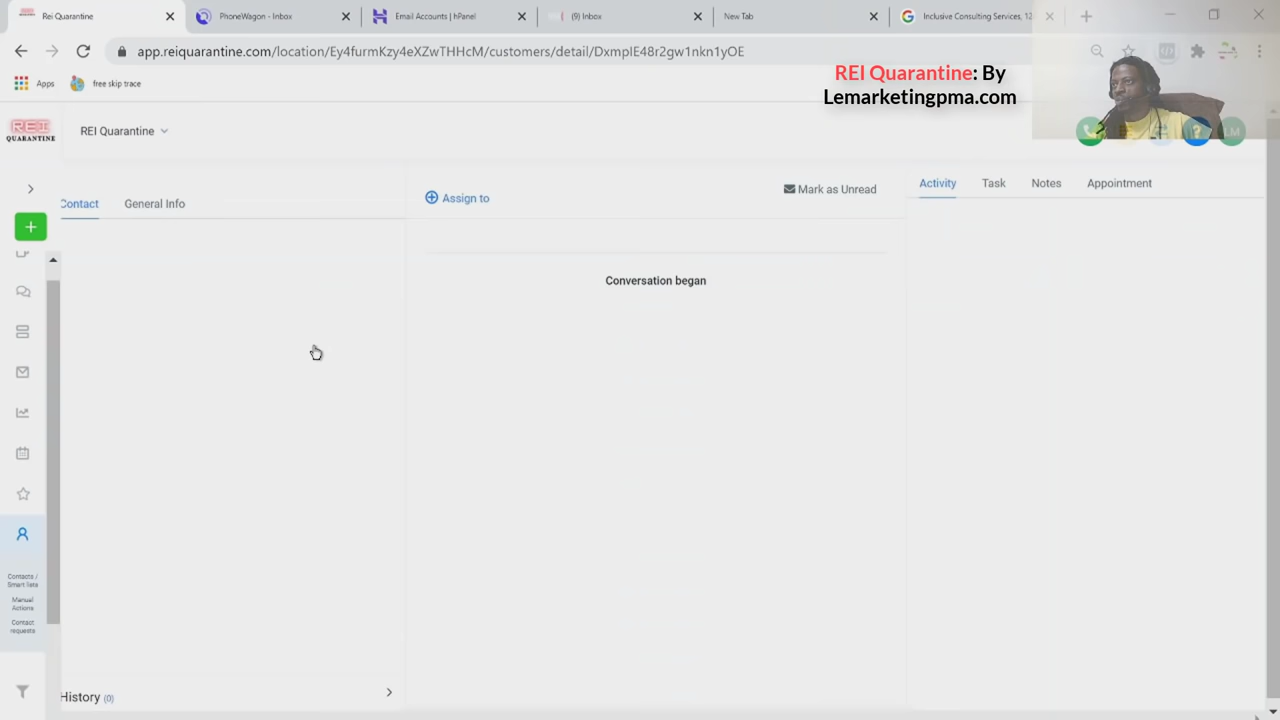 Rei Quarantine
PhoneWagon - Inbox
Email Accounts | hPanel
(9) Inbox
New Tab
Inclusive Consulting Services, 12
app.reiquarantine.com/location/Ey4furmKzy4eXZwTHHcM/customers/detail/DxmpIE48r2gw1nkn1yOE
Apps
free skip trace
REI Quarantine: By
Lemarketingpma.com
REI
QUARANTINE
REI Quarantine
LM
Contact
General Info
Assign to
Mark as Unread
Activity
Task
Notes
Appointment
Conversation began
Contacts /
Smart lists
Manual
Actions
Contact
requests
History (0)